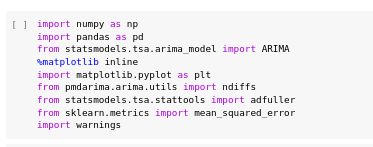 [ ] import numpy as np
import pandas as pd
from statsmodels.tsa.arima_model import ARIMA
%matplotlib inline
import matplotlib.pyplot as plt
from pmdarima.arima.utils import ndiffs
from statsmodels.tsa.stattools import adfuller
from sklearn.metrics import mean_squared_error
import warnings